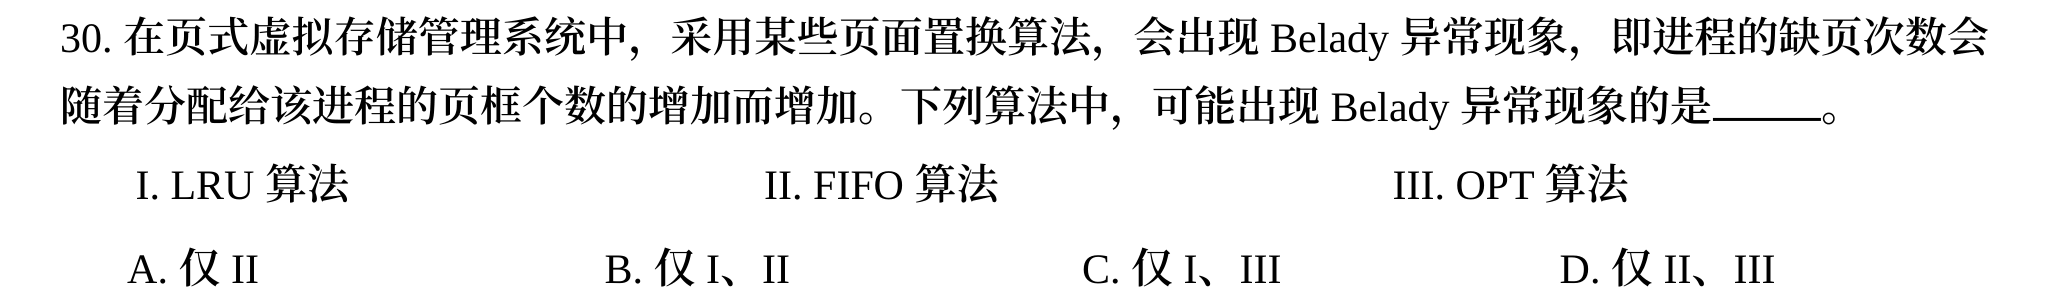 30. 在页式虚拟存储管理系统中，采用某些页面置换算法，会出现 Belady 异常现象，即进程的缺页次数会
随着分配给该进程的页框个数的增加而增加。下列算法中，可能出现 Belady 异常现象的是_____。
I. LRU 算法 II. FIFO 算法 III. OPT 算法
A. 仅 II B. 仅 I、II C. 仅 I、III D. 仅 II、III